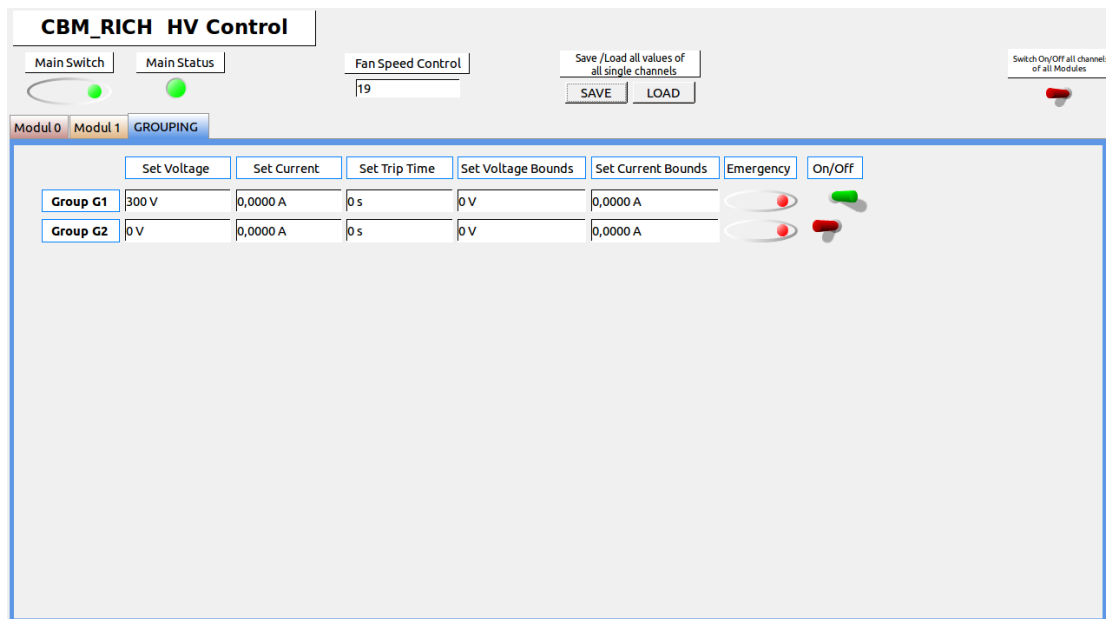 CBM_RICH HV Control
Main Switch Main Status Fan Speed Control Save /Load all values of
all single channels Switch On/Off all channels
of all Modules
19 SAVE LOAD
Modul 0 Modul 1 GROUPING
Set Voltage Set Current Set Trip Time Set Voltage Bounds Set Current Bounds Emergency On/Off
Group G1 300 V 0,0000 A 0 s 0 V 0,0000 A
Group G2 0 V 0,0000 A 0 s 0 V 0,0000 A